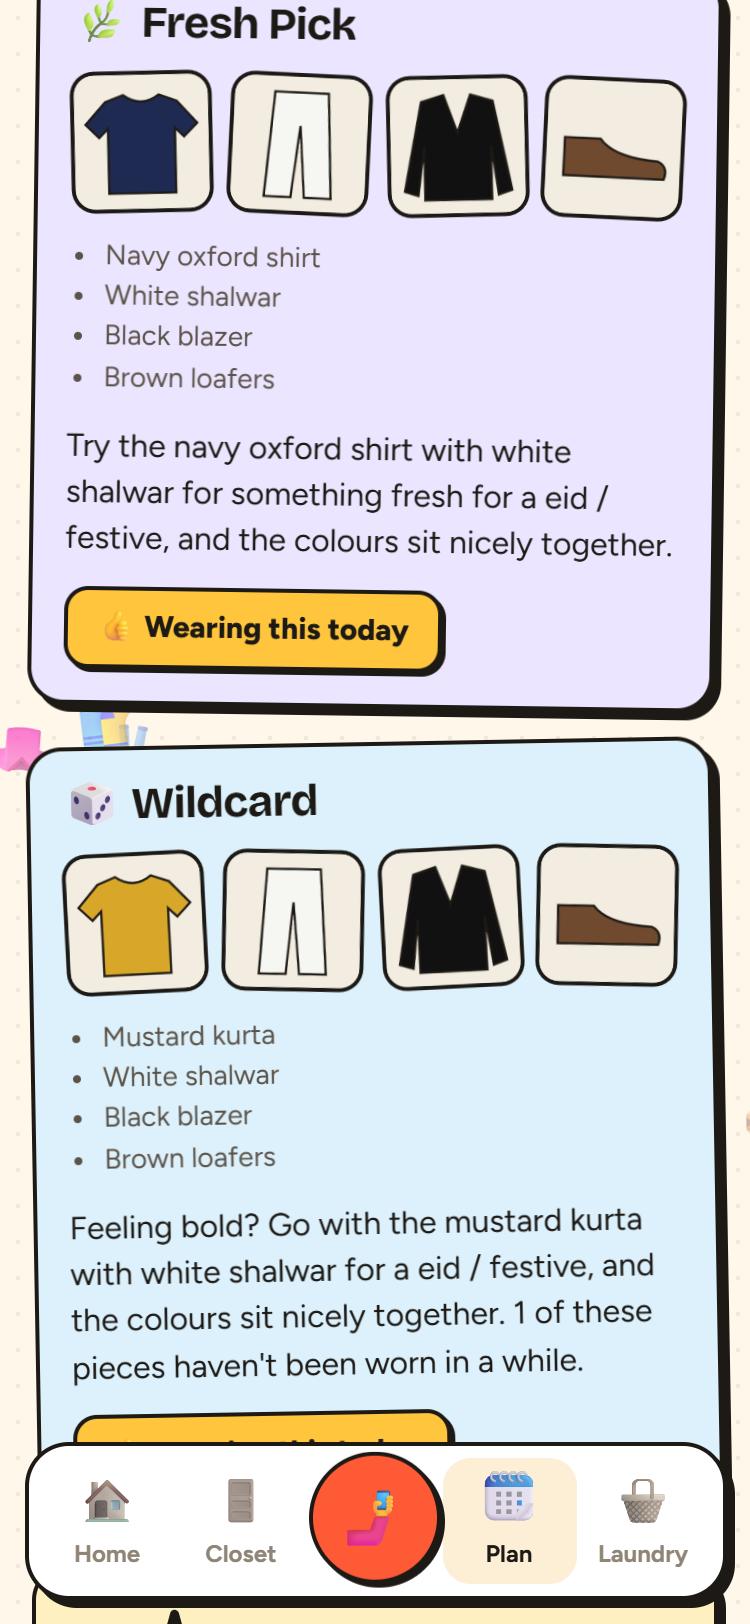 Fresh Pick
Navy oxford shirt
White shalwar
Black blazer
Brown loafers
Try the navy oxford shirt with white
shalwar for something fresh for a eid /
festive, and the colours sit nicely together.
Wearing this today
Wildcard
Mustard kurta
White shalwar
Black blazer
Brown loafers
Feeling bold? Go with the mustard kurta
with white shalwar for a eid / festive, and
the colours sit nicely together. 1 of these
pieces haven't been worn in a while.
Home
Closet
Plan
Laundry